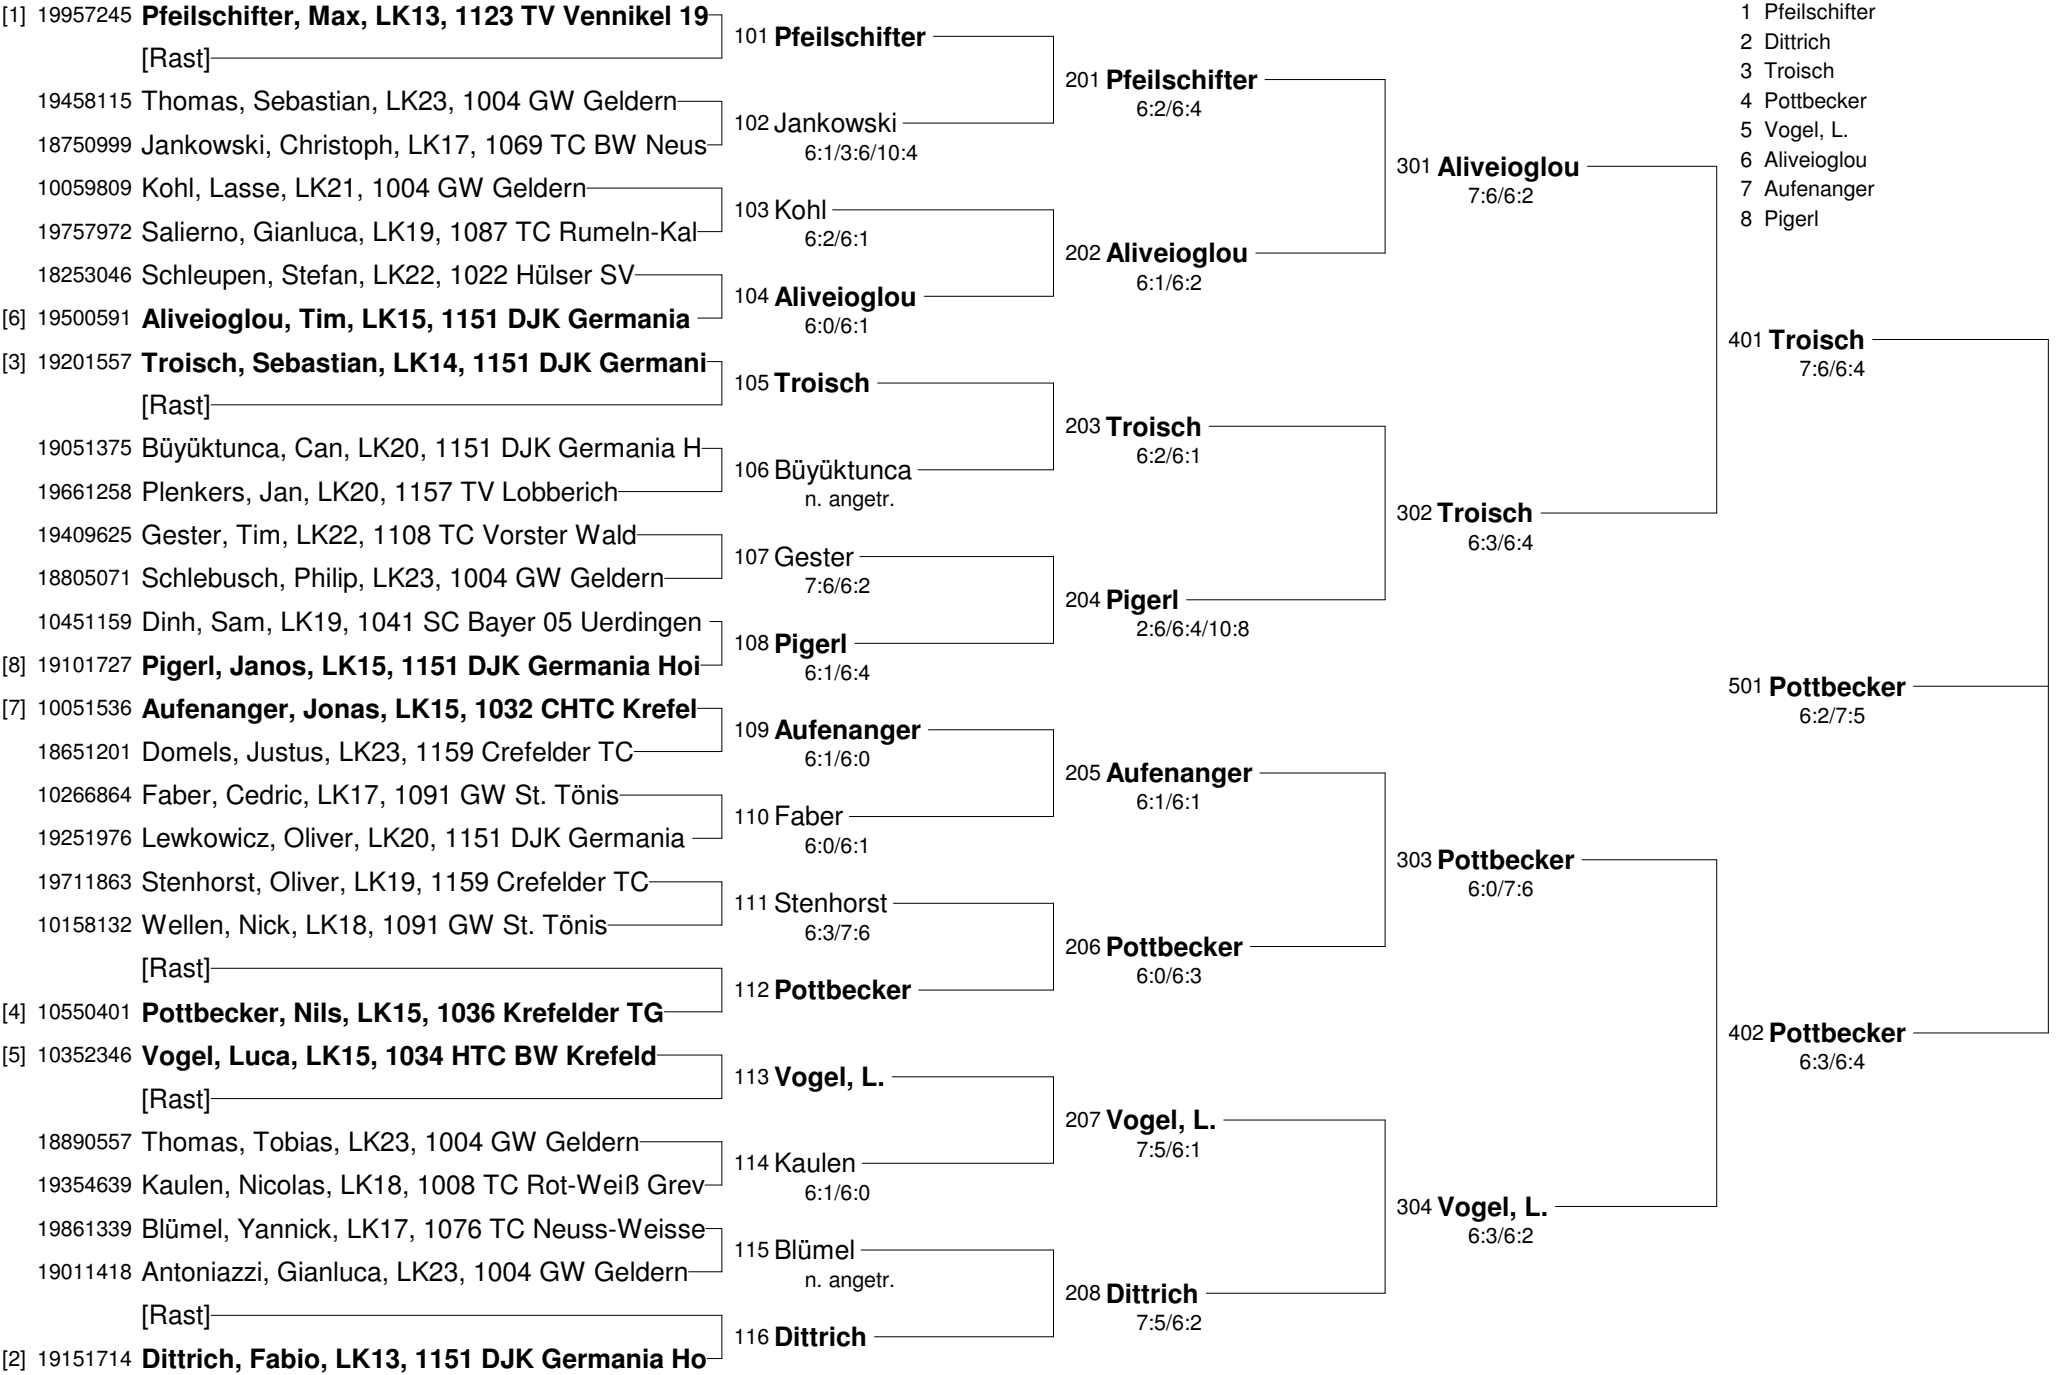 [1] 19957245 Pfeilschifter, Max, LK13, 1123 TV Vennikel 19
[Rast]
19458115 Thomas, Sebastian, LK23, 1004 GW Geldern
18750999 Jankowski, Christoph, LK17, 1069 TC BW Neus
10059809 Kohl, Lasse, LK21, 1004 GW Geldern
19757972 Salierno, Gianluca, LK19, 1087 TC Rumeln-Kal
18253046 Schleupen, Stefan, LK22, 1022 Hülser SV
[6] 19500591 Aliveioglou, Tim, LK15, 1151 DJK Germania
[3] 19201557 Troisch, Sebastian, LK14, 1151 DJK Germani
[Rast]
19051375 Büyüktunca, Can, LK20, 1151 DJK Germania H
19661258 Plenkers, Jan, LK20, 1157 TV Lobberich
19409625 Gester, Tim, LK22, 1108 TC Vorster Wald
18805071 Schlebusch, Philip, LK23, 1004 GW Geldern
10451159 Dinh, Sam, LK19, 1041 SC Bayer 05 Uerdingen
[8] 19101727 Pigerl, Janos, LK15, 1151 DJK Germania Hoi
[7] 10051536 Aufenanger, Jonas, LK15, 1032 CHTC Krefel
18651201 Domels, Justus, LK23, 1159 Crefelder TC
10266864 Faber, Cedric, LK17, 1091 GW St. Tönis
19251976 Lewkowicz, Oliver, LK20, 1151 DJK Germania
19711863 Stenhorst, Oliver, LK19, 1159 Crefelder TC
10158132 Wellen, Nick, LK18, 1091 GW St. Tönis
[Rast]
[4] 10550401 Pottbecker, Nils, LK15, 1036 Krefelder TG
[5] 10352346 Vogel, Luca, LK15, 1034 HTC BW Krefeld
[Rast]
18890557 Thomas, Tobias, LK23, 1004 GW Geldern
19354639 Kaulen, Nicolas, LK18, 1008 TC Rot-Weiß Grev
19861339 Blümel, Yannick, LK17, 1076 TC Neuss-Weisse
19011418 Antoniazzi, Gianluca, LK23, 1004 GW Geldern
[Rast]
[2] 19151714 Dittrich, Fabio, LK13, 1151 DJK Germania Ho
101 Pfeilschifter
102 Jankowski
6:1/3:6/10:4
103 Kohl
6:2/6:1
104 Aliveioglou
6:0/6:1
105 Troisch
106 Büyüktunca
n. angetr.
107 Gester
7:6/6:2
108 Pigerl
6:1/6:4
109 Aufenanger
6:1/6:0
110 Faber
6:0/6:1
111 Stenhorst
6:3/7:6
112 Pottbecker
113 Vogel, L.
114 Kaulen
6:1/6:0
115 Blümel
n. angetr.
116 Dittrich
201 Pfeilschifter
6:2/6:4
202 Aliveioglou
6:1/6:2
203 Troisch
6:2/6:1
204 Pigerl
2:6/6:4/10:8
205 Aufenanger
6:1/6:1
206 Pottbecker
6:0/6:3
207 Vogel, L.
7:5/6:1
208 Dittrich
7:5/6:2
301 Aliveioglou
7:6/6:2
302 Troisch
6:3/6:4
303 Pottbecker
6:0/7:6
304 Vogel, L.
6:3/6:2
401 Troisch
7:6/6:4
501 Pottbecker
6:2/7:5
402 Pottbecker
6:3/6:4
1 Pfeilschifter
2 Dittrich
3 Troisch
4 Pottbecker
5 Vogel, L.
6 Aliveioglou
7 Aufenanger
8 Pigerl